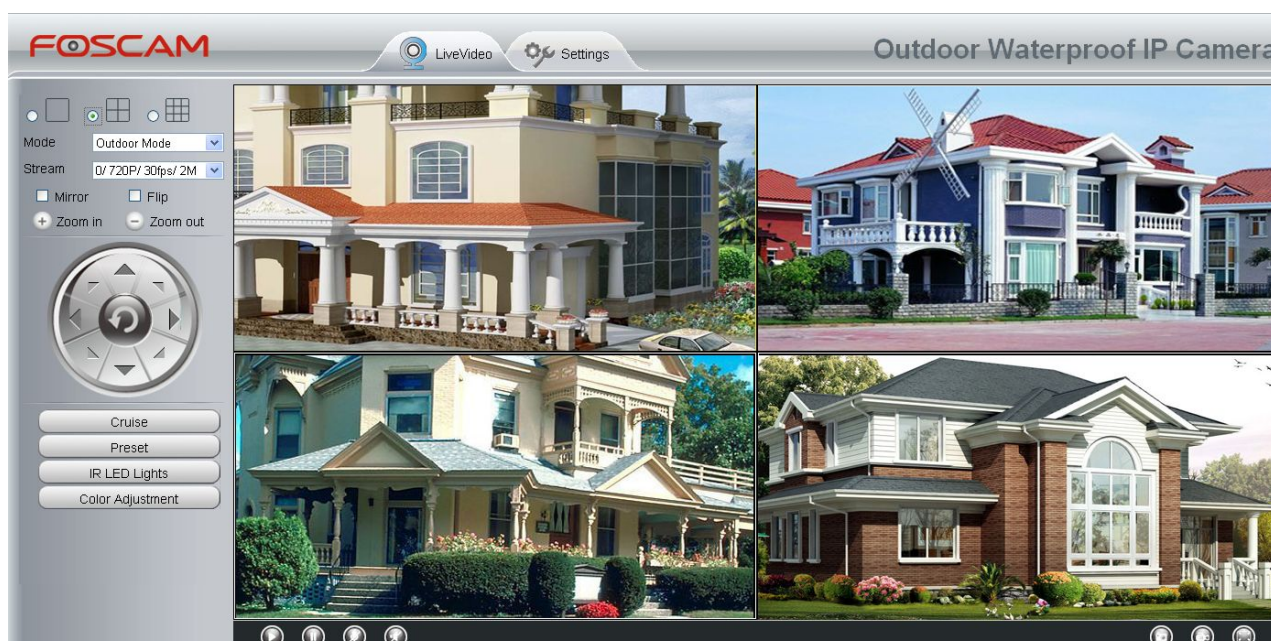 FOSCAM
LiveVideo
Settings
Outdoor Waterproof IP Camera
Mode
Outdoor Mode
Stream
0/ 720P/ 30fps/ 2M
Mirror
Flip
Zoom in
Zoom out
Cruise
Preset
IR LED Lights
Color Adjustment